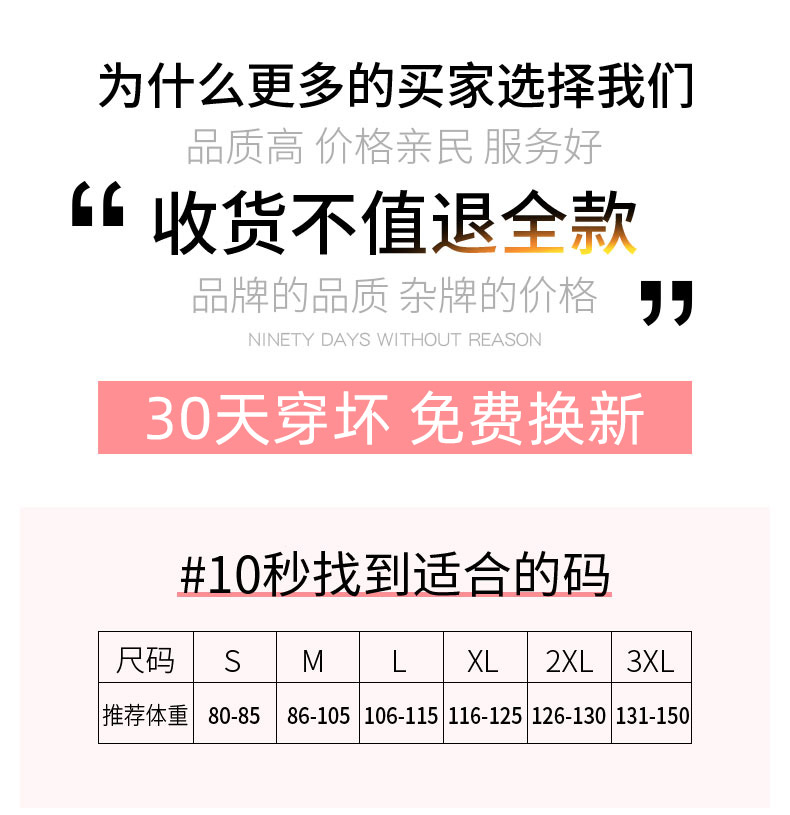 为什么更多的买家选择我们
品质高 价格亲民 服务好
“收货不值退全款
品牌的品质 杂牌的价格”
NINETY DAYS WITHOUT REASON
30天穿坏 免费换新
#10秒找到适合的码
尺码 S M L XL 2XL 3XL
推荐体重 80-85 86-105 106-115 116-125 126-130 131-150